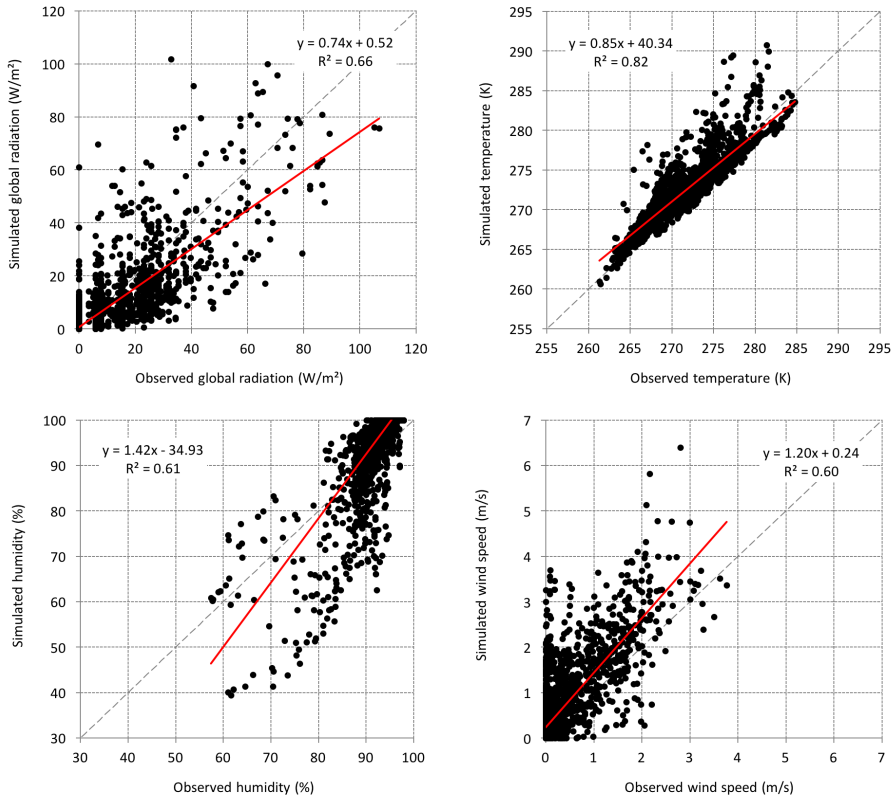 120
100
80
60
40
20
0
Simulated global radiation (W/m²)
y = 0.74x + 0.52
R² = 0.66
0 20 40 60 80 100 120
Observed global radiation (W/m²)
295
290
285
280
275
270
265
260
255
Simulated temperature (K)
y = 0.85x + 40.34
R² = 0.82
255 260 265 270 275 280 285 290 295
Observed temperature (K)
100
90
80
70
60
50
40
30
Simulated humidity (%)
y = 1.42x - 34.93
R² = 0.61
30 40 50 60 70 80 90 100
Observed humidity (%)
7
6
5
4
3
2
1
0
Simulated wind speed (m/s)
y = 1.20x + 0.24
R² = 0.60
0 1 2 3 4 5 6 7
Observed wind speed (m/s)